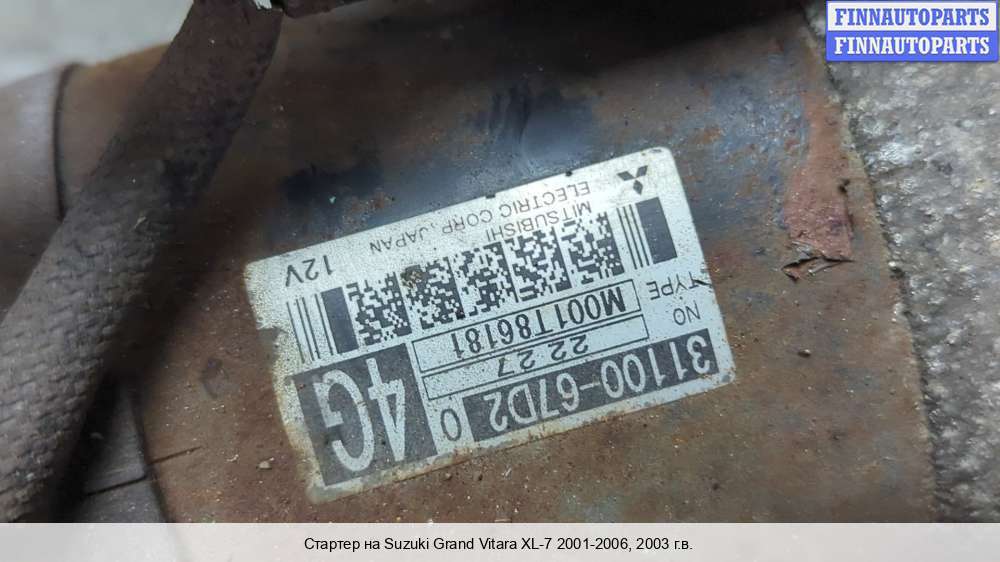 FINNAUTOPARTS
FINNAUTOPARTS
31100-67D2 0
NO
22 27
4G
TYPE
M001T86181
12V
MITSUBISHI
ELECTRIC CORP. JAPAN
Стартер на Suzuki Grand Vitara XL-7 2001-2006, 2003 г.в.